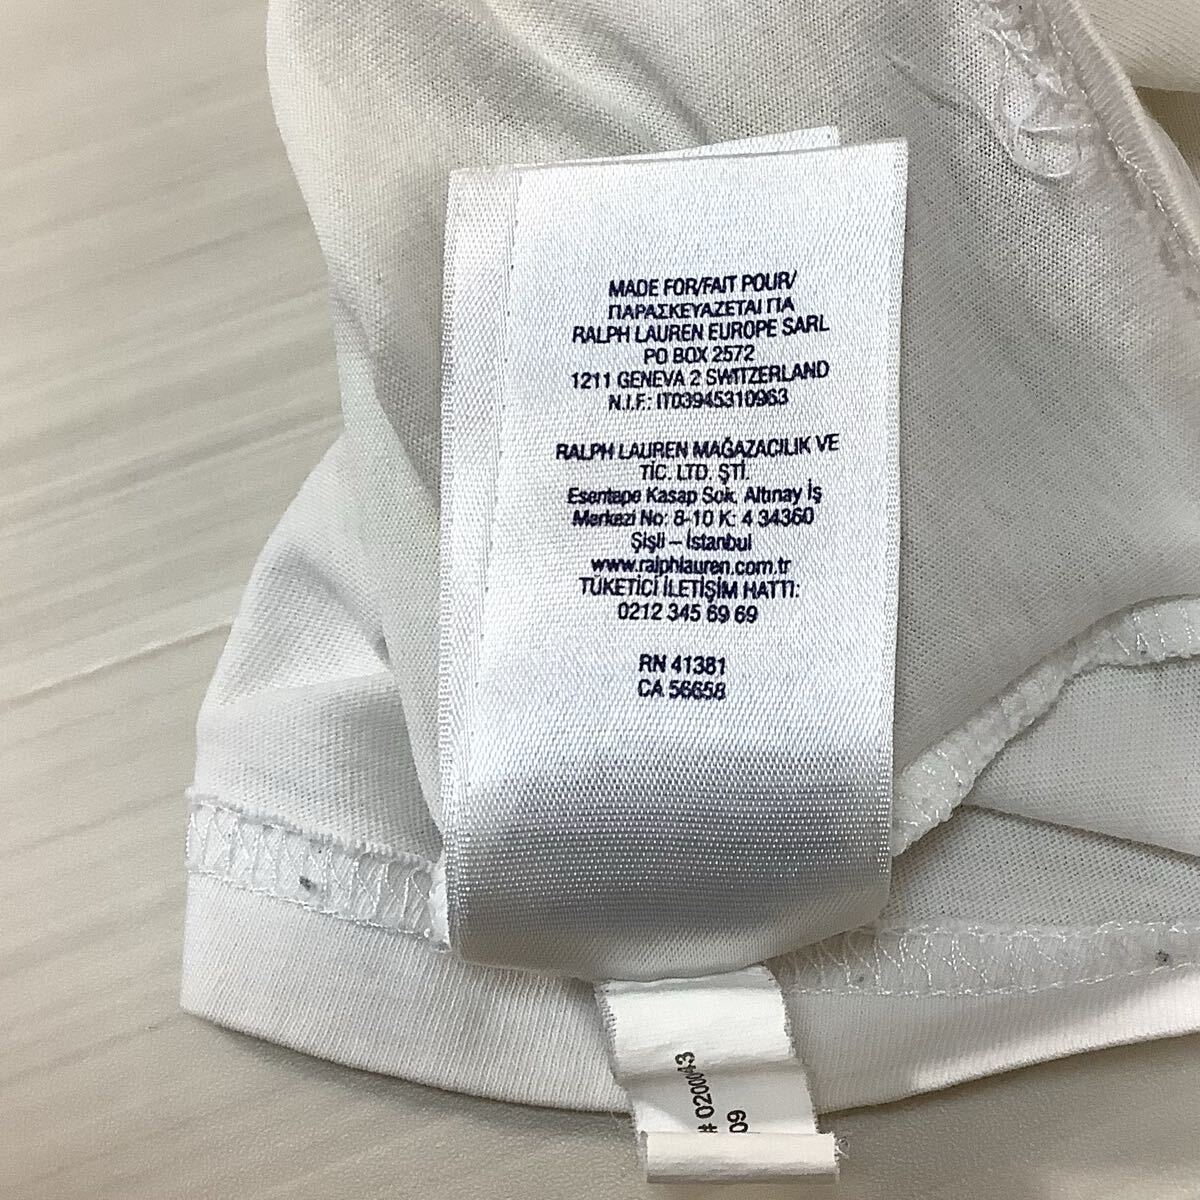 MADE FOR/FAIT POUR/
ΠΑΡΑΣΚΕΥΑΖΕΤΑΙ ΓΙΑ
RALPH LAUREN EUROPE SARL
PO BOX 2572
1211 GENEVA 2 SWITZERLAND
N.I.F.: IT03945310963
RALPH LAUREN MAĞAZACILIK VE
TİC. LTD. ŞTİ.
Esentepe Kasap Sok. Altınay İş
Merkezi No: 8-10 K: 4 34360
Şişli – İstanbul
www.ralphlauren.com.tr
TÜKETİCİ İLETİŞİM HATTI:
0212 345 69 69
RN 41381
CA 56658
# 020043
09